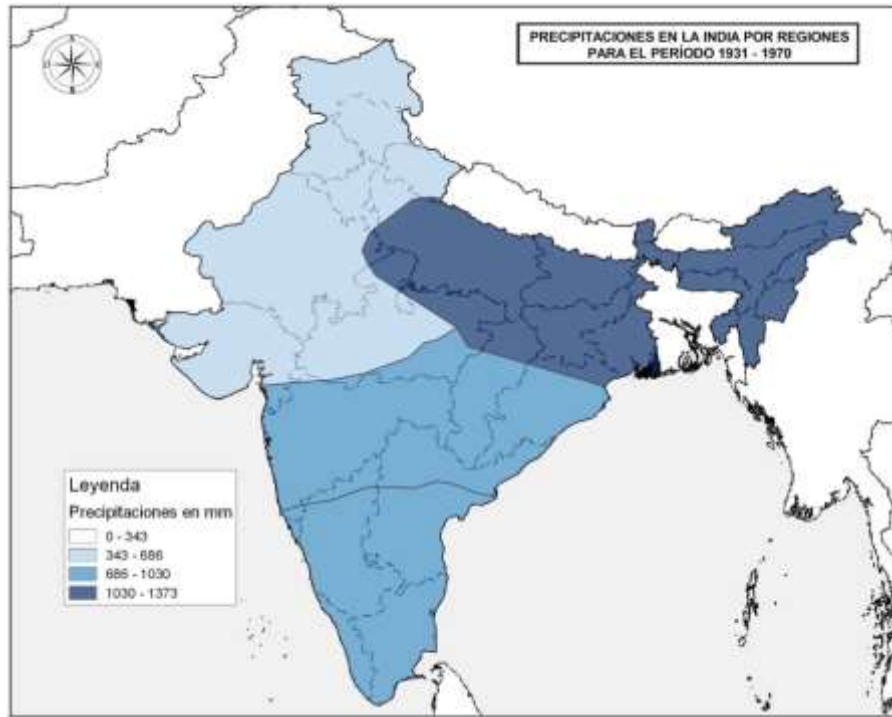 PRECIPITACIONES EN LA INDIA POR REGIONES
PARA EL PERÍODO 1931 - 1970
Leyenda
Precipitaciones en mm
0 - 343
343 - 686
686 - 1030
1030 - 1373